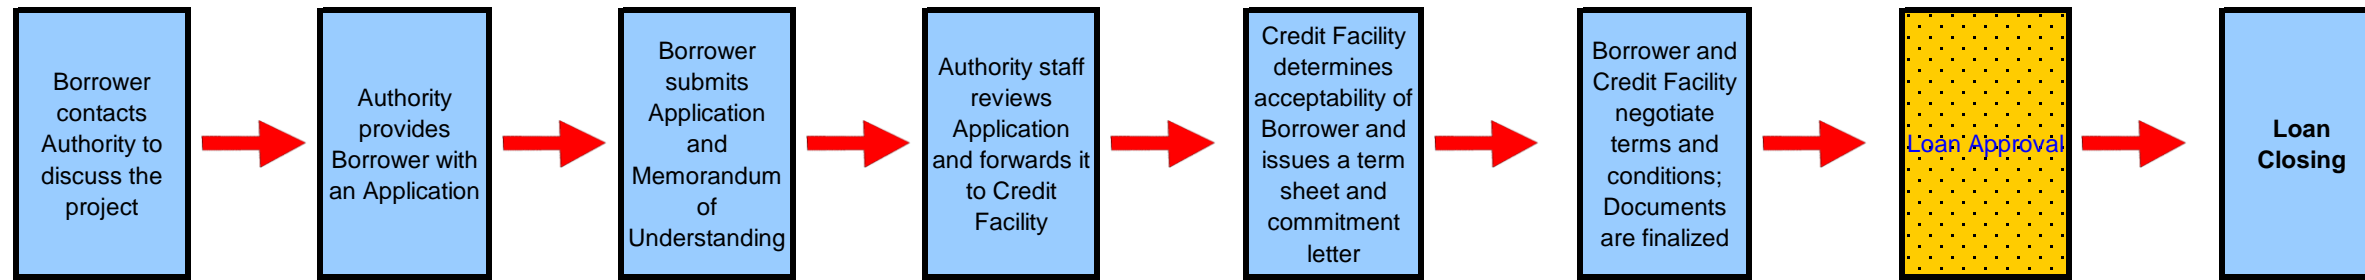 Borrower
contacts
Authority to
discuss the
project
Authority
provides
Borrower with
an Application
Borrower
submits
Application
and
Memorandum
of
Understanding
Authority staff
reviews
Application
and forwards it
to Credit
Facility
Credit Facility
determines
acceptability of
Borrower and
issues a term
sheet and
commitment
letter
Borrower and
Credit Facility
negotiate
terms and
conditions;
Documents
are finalized
Loan Approval
Loan
Closing